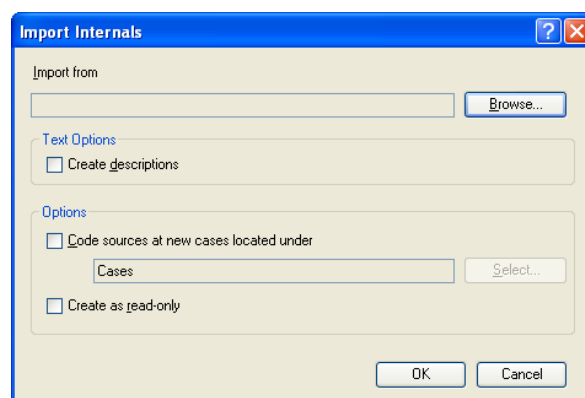 Import Internals
Import from
Browse...
Text Options
Create descriptions
Options
Code sources at new cases located under
Cases
Select...
Create as read-only
OK
Cancel